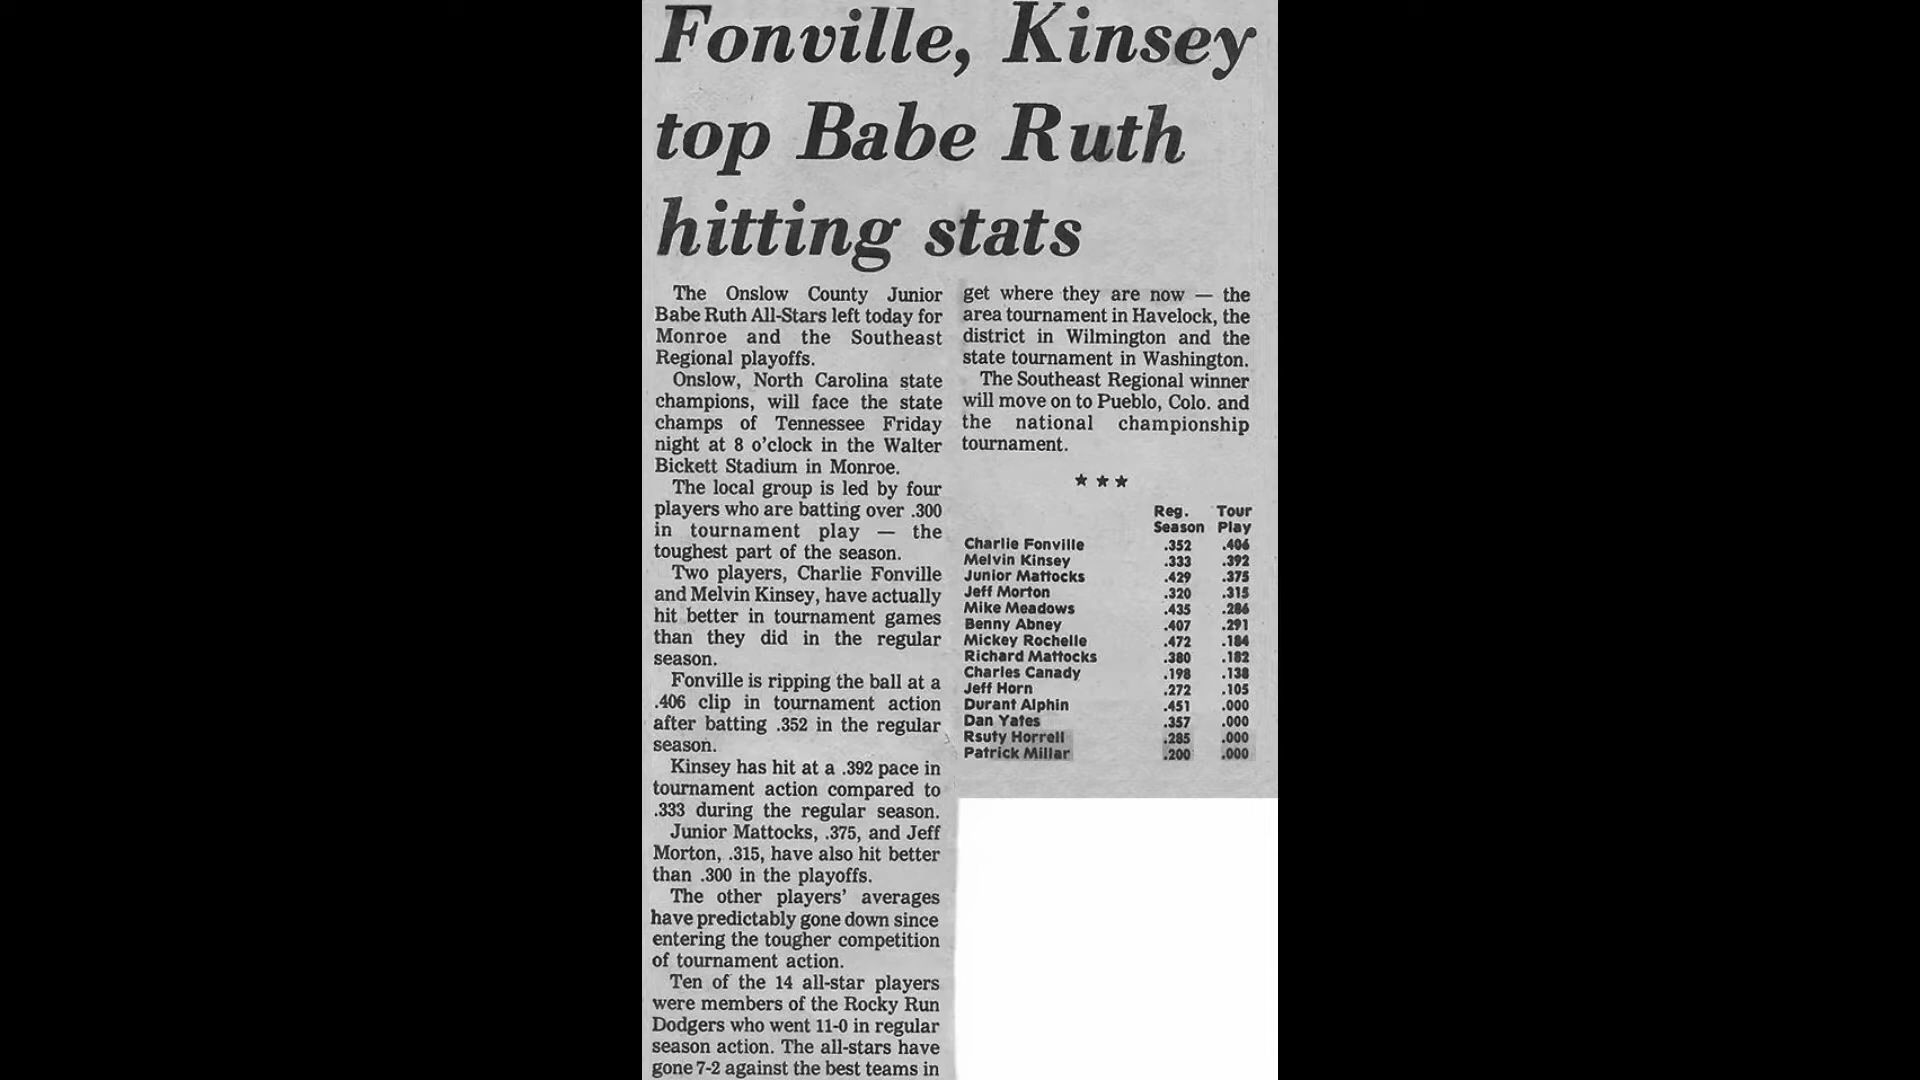 Fonville, Kinsey
top Babe Ruth
hitting stats
The Onslow County Junior
Babe Ruth All-Stars left today for
Monroe and the Southeast
Regional playoffs.
Onslow, North Carolina state
champions, will face the state
champs of Tennessee Friday
night at 8 o'clock in the Walter
Bickett Stadium in Monroe.
The local group is led by four
players who are batting over .300
in tournament play — the
toughest part of the season.
Two players, Charlie Fonville
and Melvin Kinsey, have actually
hit better in tournament games
than they did in the regular
season.
Fonville is ripping the ball at a
.406 clip in tournament action
after batting .352 in the regular
season.
Kinsey has hit at a .392 pace in
tournament action compared to
.333 during the regular season.
Junior Mattocks, .375, and Jeff
Morton, .315, have also hit better
than .300 in the playoffs.
The other players' averages
have predictably gone down since
entering the tougher competition
of tournament action.
Ten of the 14 all-star players
were members of the Rocky Run
Dodgers who went 11-0 in regular
season action. The all-stars have
gone 7-2 against the best teams in
get where they are now — the
area tournament in Havelock, the
district in Wilmington and the
state tournament in Washington.
The Southeast Regional winner
will move on to Pueblo, Colo. and
the national championship
tournament.
★ ★ ★
Reg. Tour
Season Play
Charlie Fonville .352 .406
Melvin Kinsey .333 .392
Junior Mattocks .429 .375
Jeff Morton .320 .315
Mike Meadows .435 .286
Benny Abney .407 .291
Mickey Rochelle .472 .184
Richard Mattocks .380 .182
Charles Canady .198 .138
Jeff Horn .272 .105
Durant Alphin .451 .000
Dan Yates .357 .000
Rsuty Horrell .285 .000
Patrick Millar .200 .000